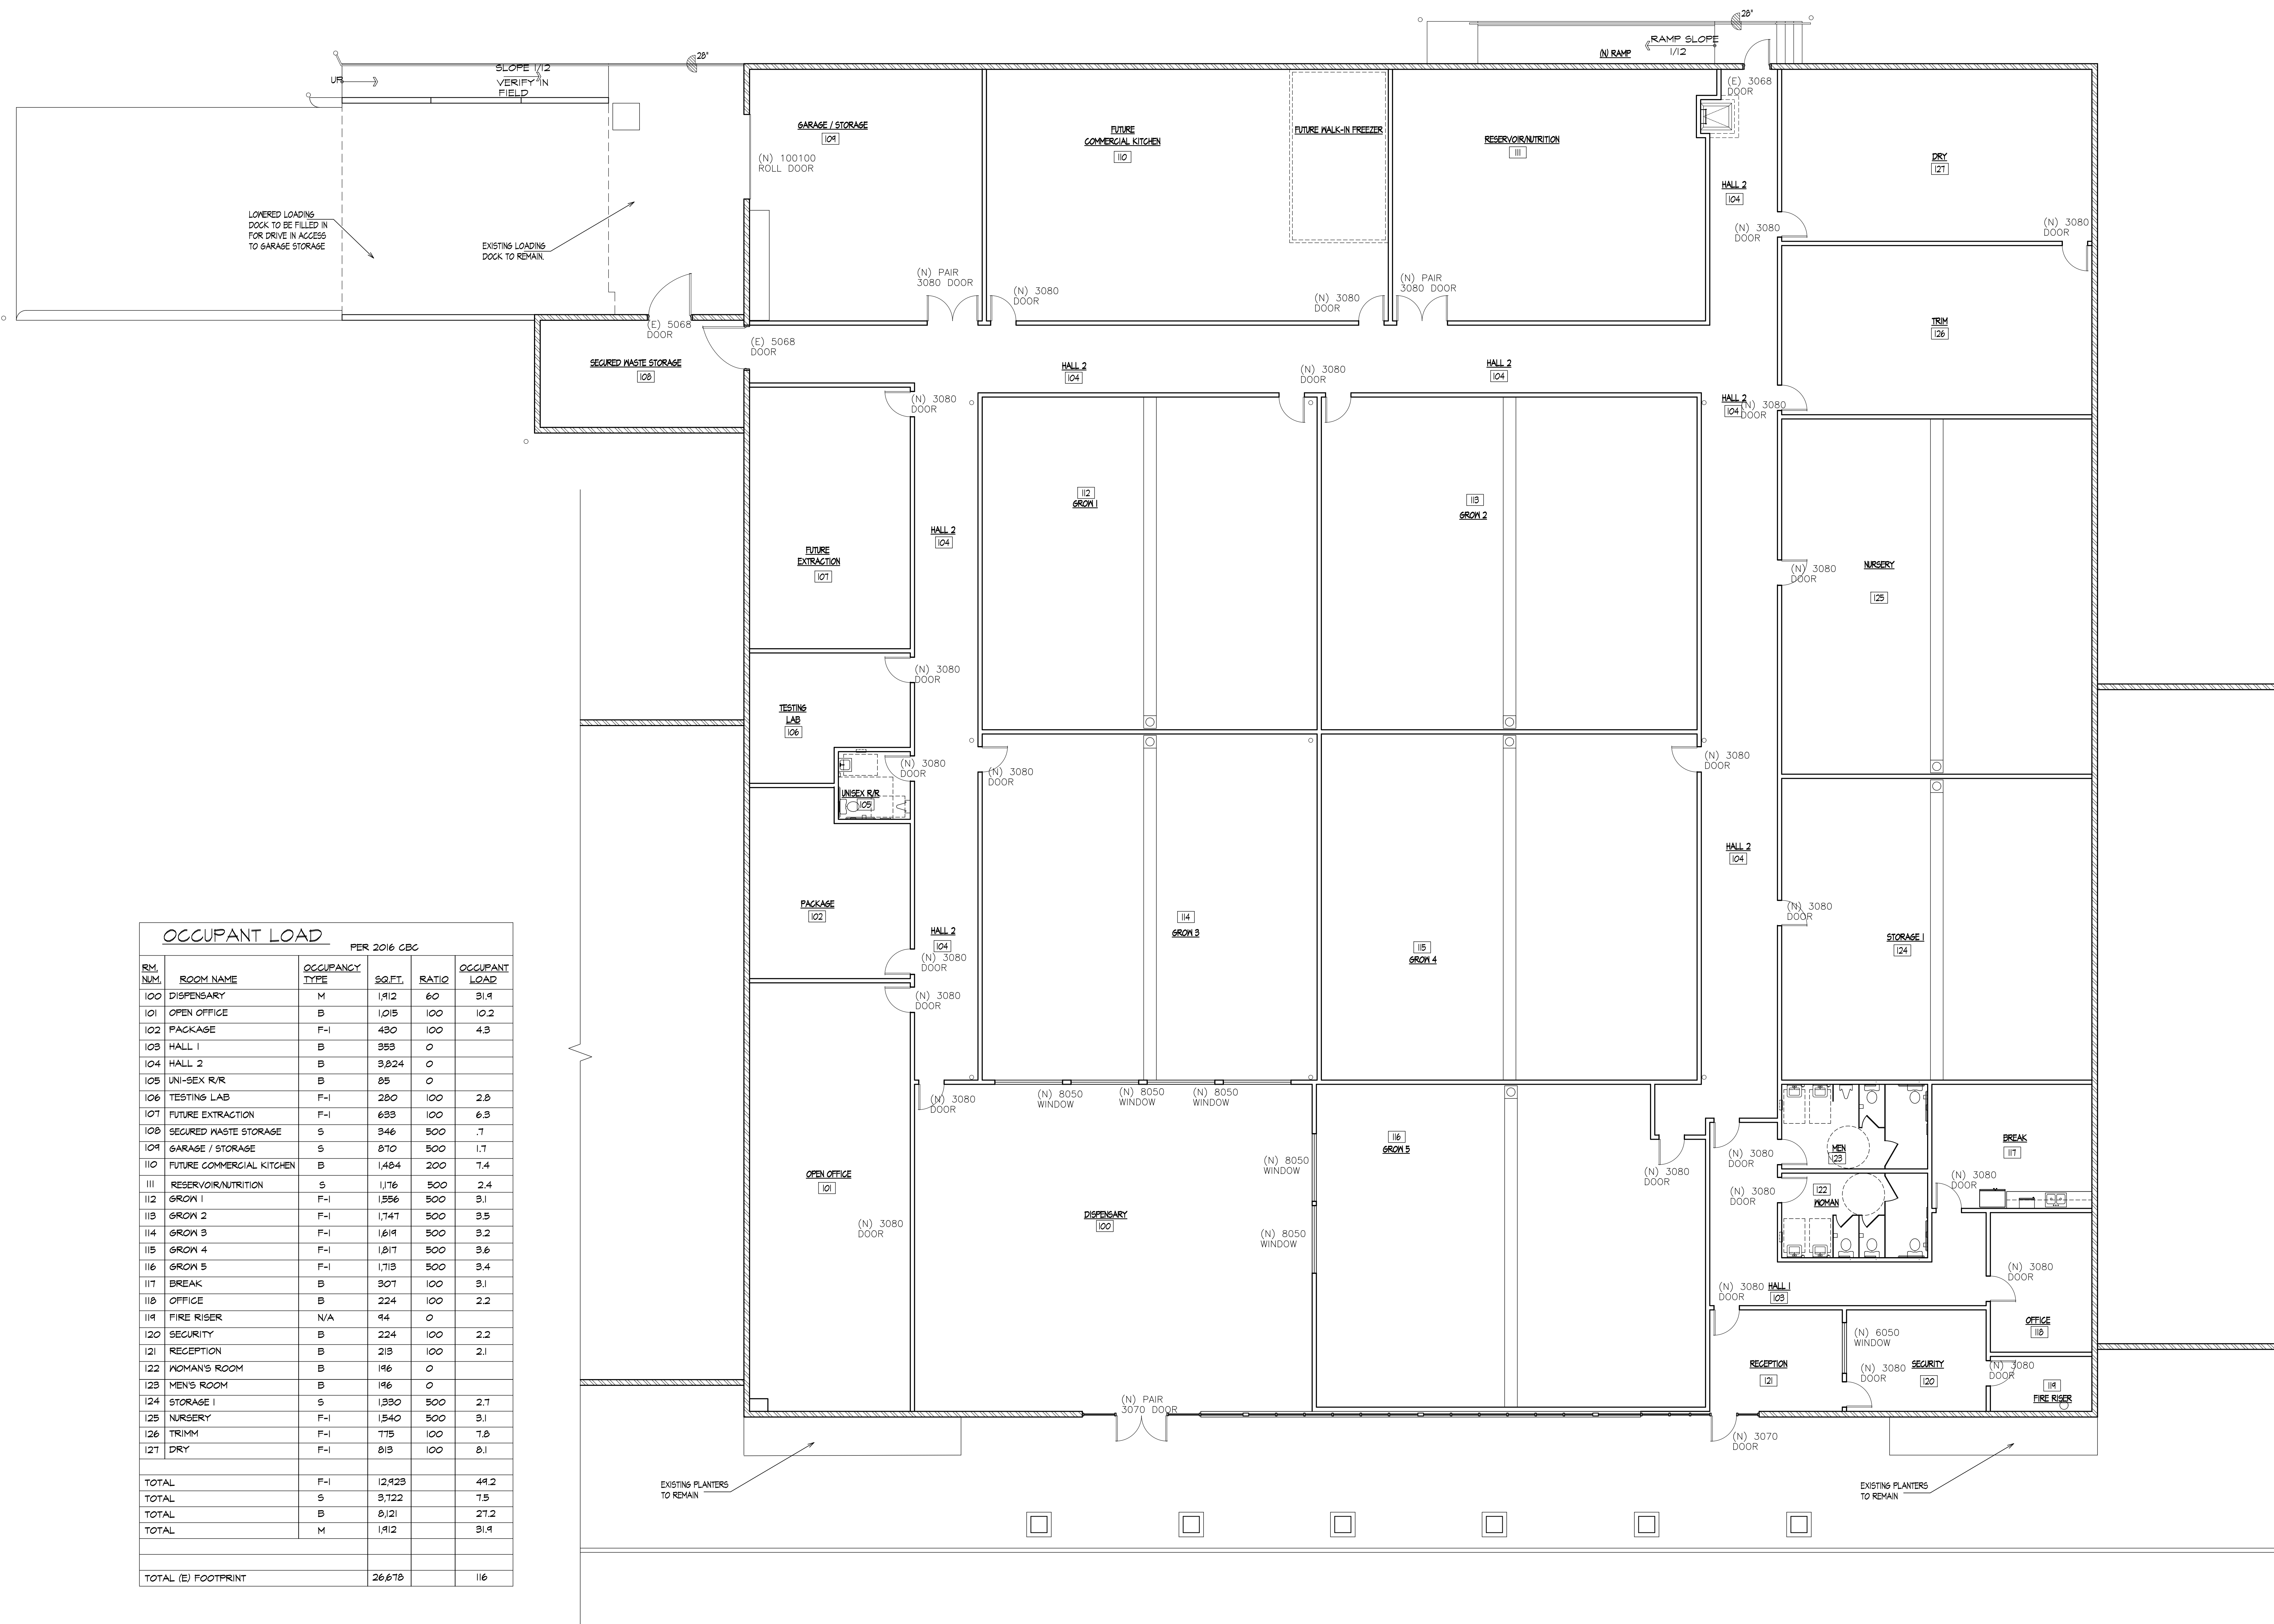 28"
28"
RAMP SLOPE
1/12
(N) RAMP
SLOPE 1/12
VERIFY IN
FIELD
UP
(E) 3068
DOOR
GARAGE / STORAGE
109
FUTURE
COMMERCIAL KITCHEN
110
FUTURE WALK-IN FREEZER
RESERVOIR/NUTRITION
111
DRY
127
(N) 100100
ROLL DOOR
HALL 2
104
LOWERED LOADING
DOCK TO BE FILLED IN
FOR DRIVE IN ACCESS
TO GARAGE STORAGE
EXISTING LOADING
DOCK TO REMAIN.
(N) 3080
DOOR
(N) 3080
DOOR
(N) PAIR
3080 DOOR
(N) 3080
DOOR
(N) 3080
DOOR
(N) PAIR
3080 DOOR
(E) 5068
DOOR
(E) 5068
DOOR
TRIM
126
SECURED WASTE STORAGE
108
HALL 2
104
HALL 2
104
(N) 3080
DOOR
(N) 3080
DOOR
HALL 2
104
(N) 3080
DOOR
112
GROW 1
113
GROW 2
HALL 2
104
FUTURE
EXTRACTION
107
NURSERY
125
(N) 3080
DOOR
(N) 3080
DOOR
TESTING
LAB
106
(N) 3080
DOOR
UNISEX R/R
105
(N) 3080
DOOR
(N) 3080
DOOR
HALL 2
104
PACKAGE
102
HALL 2
104
(N) 3080
DOOR
(N) 3080
DOOR
114
GROW 3
115
GROW 4
(N) 3080
DOOR
STORAGE 1
124
(N) 3080
DOOR
(N) 8050
WINDOW
(N) 8050
WINDOW
(N) 8050
WINDOW
OPEN OFFICE
101
(N) 3080
DOOR
DISPENSARY
100
(N) 8050
WINDOW
(N) 8050
WINDOW
116
GROW 5
(N) 3080
DOOR
(N) 3080
DOOR
(N) 3080
DOOR
MEN
123
122
WOMAN
BREAK
117
(N) 3080
DOOR
(N) 3080
DOOR
HALL 1
103
(N) 3080
DOOR
OFFICE
118
RECEPTION
121
(N) 6050
WINDOW
(N) 3080
DOOR
SECURITY
120
(N) 3080
DOOR
119
FIRE RISER
(N) PAIR
3070 DOOR
(N) 3070
DOOR
EXISTING PLANTERS
TO REMAIN
EXISTING PLANTERS
TO REMAIN
OCCUPANT LOAD
PER 2016 CBC
RM. NUM. ROOM NAME OCCUPANCY TYPE SQ.FT. RATIO OCCUPANT LOAD
100 DISPENSARY M 1,912 60 31.9
101 OPEN OFFICE B 1,015 100 10.2
102 PACKAGE F-1 430 100 4.3
103 HALL 1 B 353 0
104 HALL 2 B 3,824 0
105 UNI-SEX R/R B 85 0
106 TESTING LAB F-1 280 100 2.8
107 FUTURE EXTRACTION F-1 633 100 6.3
108 SECURED WASTE STORAGE S 346 500 .7
109 GARAGE / STORAGE S 870 500 1.7
110 FUTURE COMMERCIAL KITCHEN B 1,484 200 7.4
111 RESERVOIR/NUTRITION S 1,176 500 2.4
112 GROW 1 F-1 1,556 500 3.1
113 GROW 2 F-1 1,747 500 3.5
114 GROW 3 F-1 1,619 500 3.2
115 GROW 4 F-1 1,817 500 3.6
116 GROW 5 F-1 1,713 500 3.4
117 BREAK B 307 100 3.1
118 OFFICE B 224 100 2.2
119 FIRE RISER N/A 94 0
120 SECURITY B 224 100 2.2
121 RECEPTION B 213 100 2.1
122 WOMAN'S ROOM B 196 0
123 MEN'S ROOM B 196 0
124 STORAGE 1 S 1,330 500 2.7
125 NURSERY F-1 1,540 500 3.1
126 TRIMM F-1 775 100 7.8
127 DRY F-1 813 100 8.1
TOTAL F-1 12,923 49.2
TOTAL S 3,722 7.5
TOTAL B 8,121 27.2
TOTAL M 1,912 31.9
TOTAL (E) FOOTPRINT 26,678 116